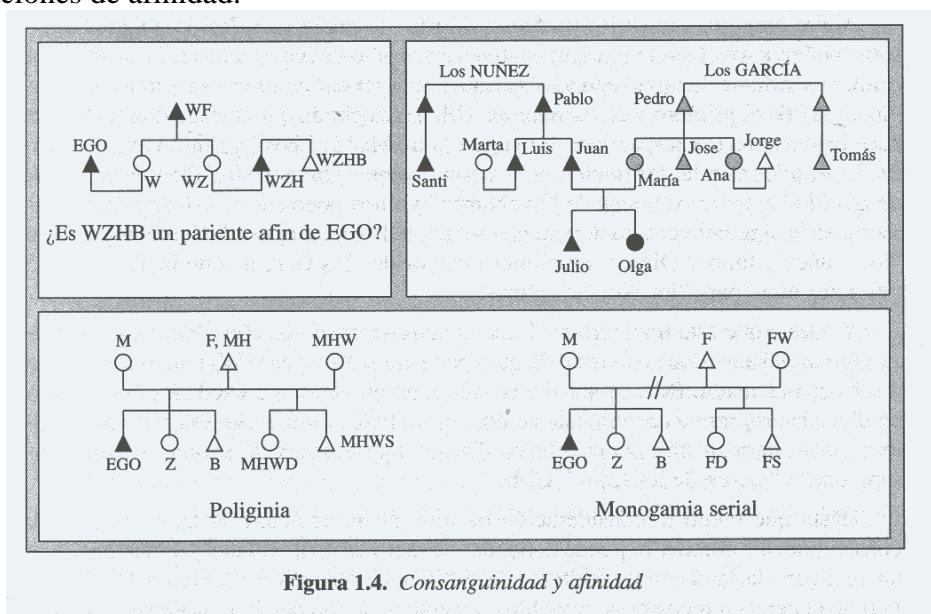 ciones de afinidad.
WF
EGO
W
WZ
WZH
WZHB
¿Es WZHB un pariente afin de EGO?
Los NUÑEZ
Los GARCÍA
Pablo
Pedro
Marta
Luis
Juan
Jose
Jorge
Santi
María
Ana
Tomás
Julio
Olga
M
F, MH
MHW
EGO
Z
B
MHWD
MHWS
Poliginia
M
F
FW
EGO
Z
B
FD
FS
Monogamia serial
Figura 1.4. Consanguinidad y afinidad